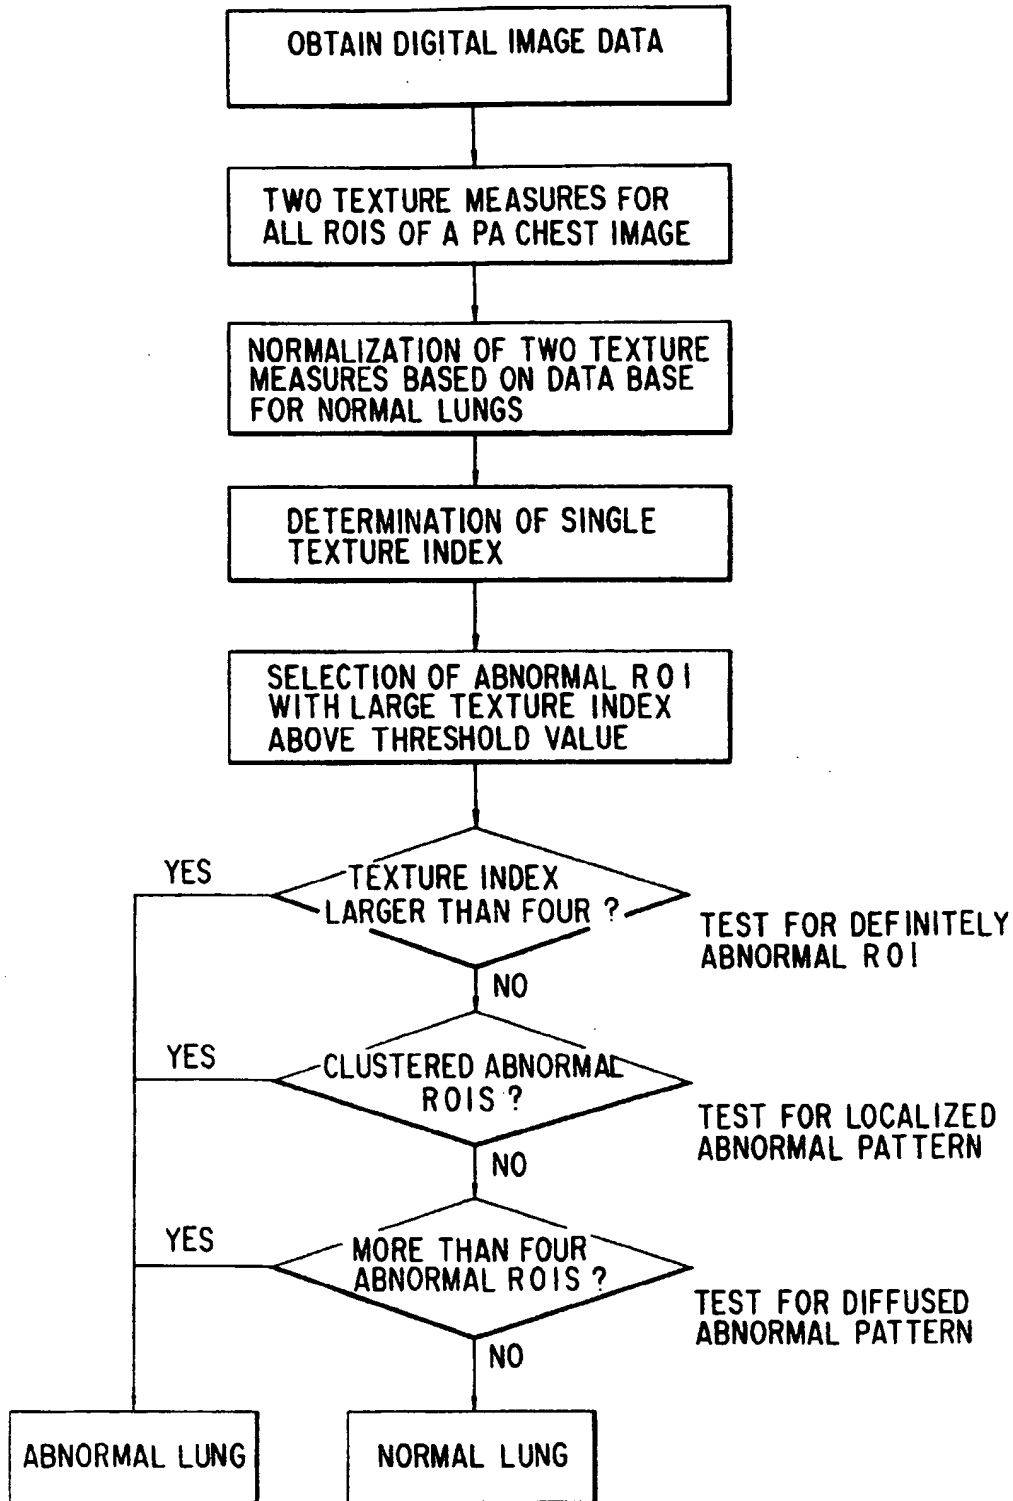 OBTAIN DIGITAL IMAGE DATA
TWO TEXTURE MEASURES FOR
ALL ROIS OF A PA CHEST IMAGE
NORMALIZATION OF TWO TEXTURE
MEASURES BASED ON DATA BASE
FOR NORMAL LUNGS
DETERMINATION OF SINGLE
TEXTURE INDEX
SELECTION OF ABNORMAL ROI
WITH LARGE TEXTURE INDEX
ABOVE THRESHOLD VALUE
YES
TEXTURE INDEX
LARGER THAN FOUR ?
TEST FOR DEFINITELY
ABNORMAL ROI
NO
YES
CLUSTERED ABNORMAL
ROIS ?
TEST FOR LOCALIZED
ABNORMAL PATTERN
NO
YES
MORE THAN FOUR
ABNORMAL ROIS ?
TEST FOR DIFFUSED
ABNORMAL PATTERN
NO
ABNORMAL LUNG
NORMAL LUNG